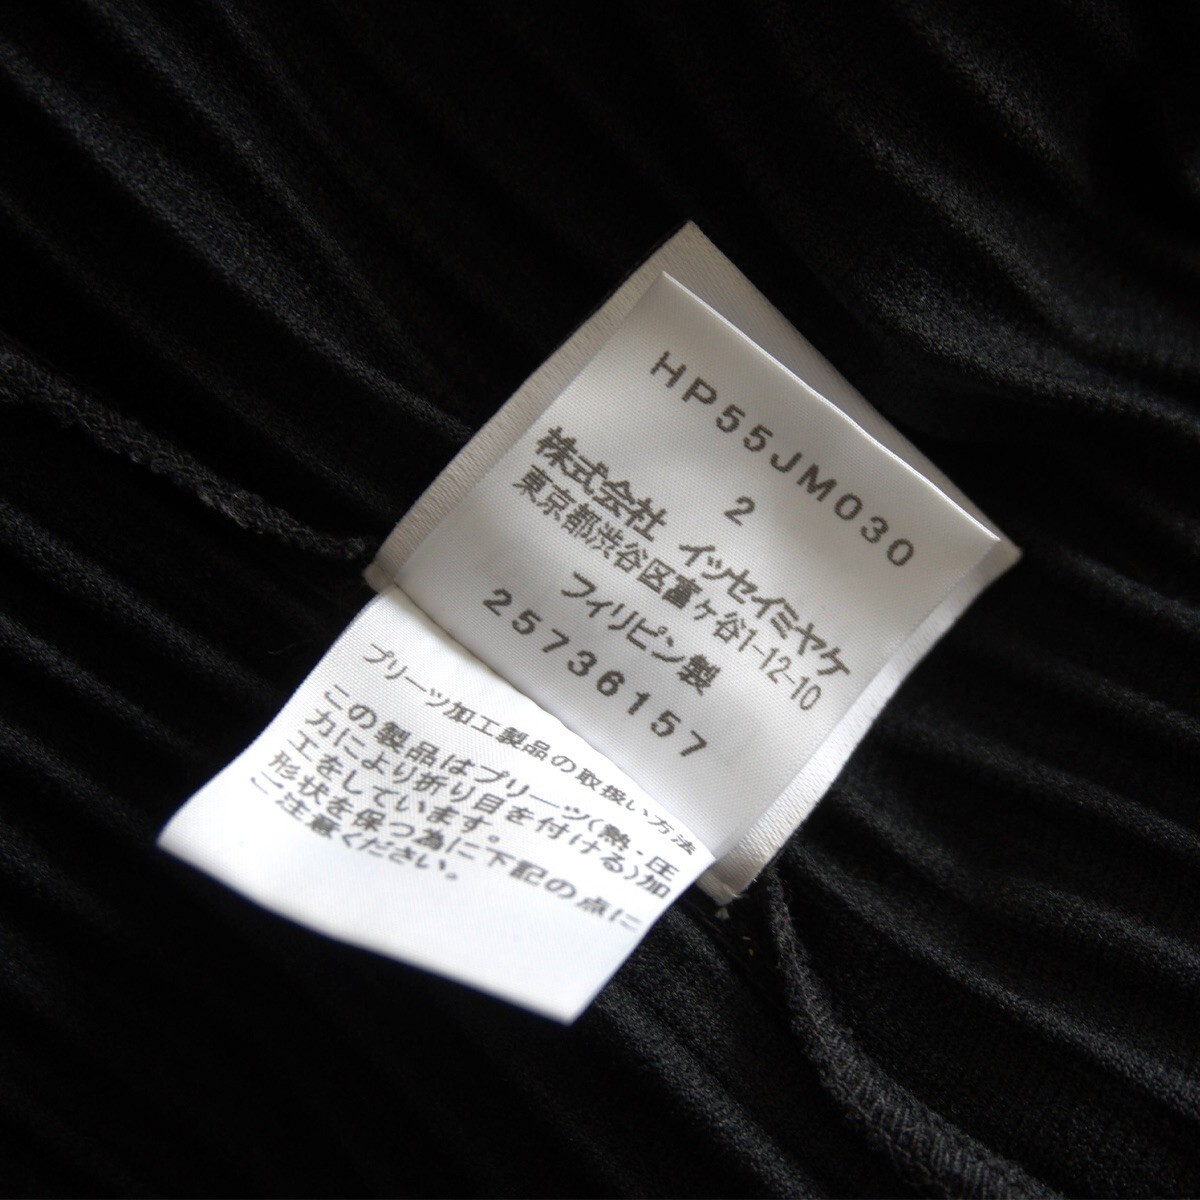 HP55JM030
2
株式会社 イッセイミヤケ
東京都渋谷区富ヶ谷1-12-10
フィリピン製
25736157
プリーツ加工製品の取扱い方法
この製品はプリーツ(熱・圧
力により折り目を付ける)加
工をしています。
形状を保つ為に下記の点に
ご注意ください。